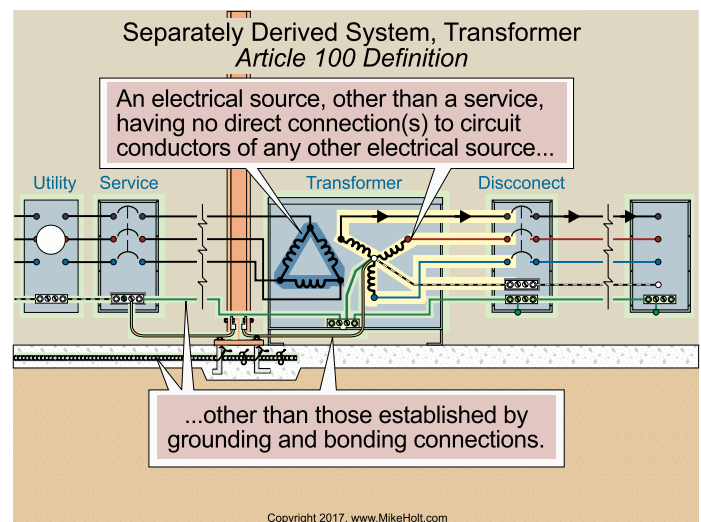 Separately Derived System, Transformer
Article 100 Definition
An electrical source, other than a service,
having no direct connection(s) to circuit
conductors of any other electrical source...
Utility
Service
Transformer
Discconect
...other than those established by
grounding and bonding connections.
Copyright 2017, www.MikeHolt.com